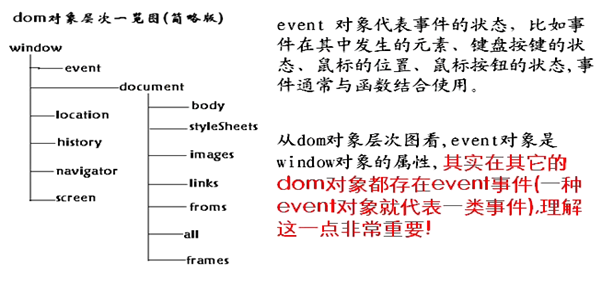 dom对象层次一览图(简略版)
window
event
document
body
styleSheets
location
images
history
links
navigator
froms
screen
all
frames
event 对象代表事件的状态，比如事
件在其中发生的元素、键盘按键的状
态、鼠标的位置、鼠标按钮的状态,事
件通常与函数结合使用。
从dom对象层次图看,event对象是
window对象的属性,其实在其它的
dom对象都存在event事件(一种
event对象就代表一类事件),理解
这一点非常重要!